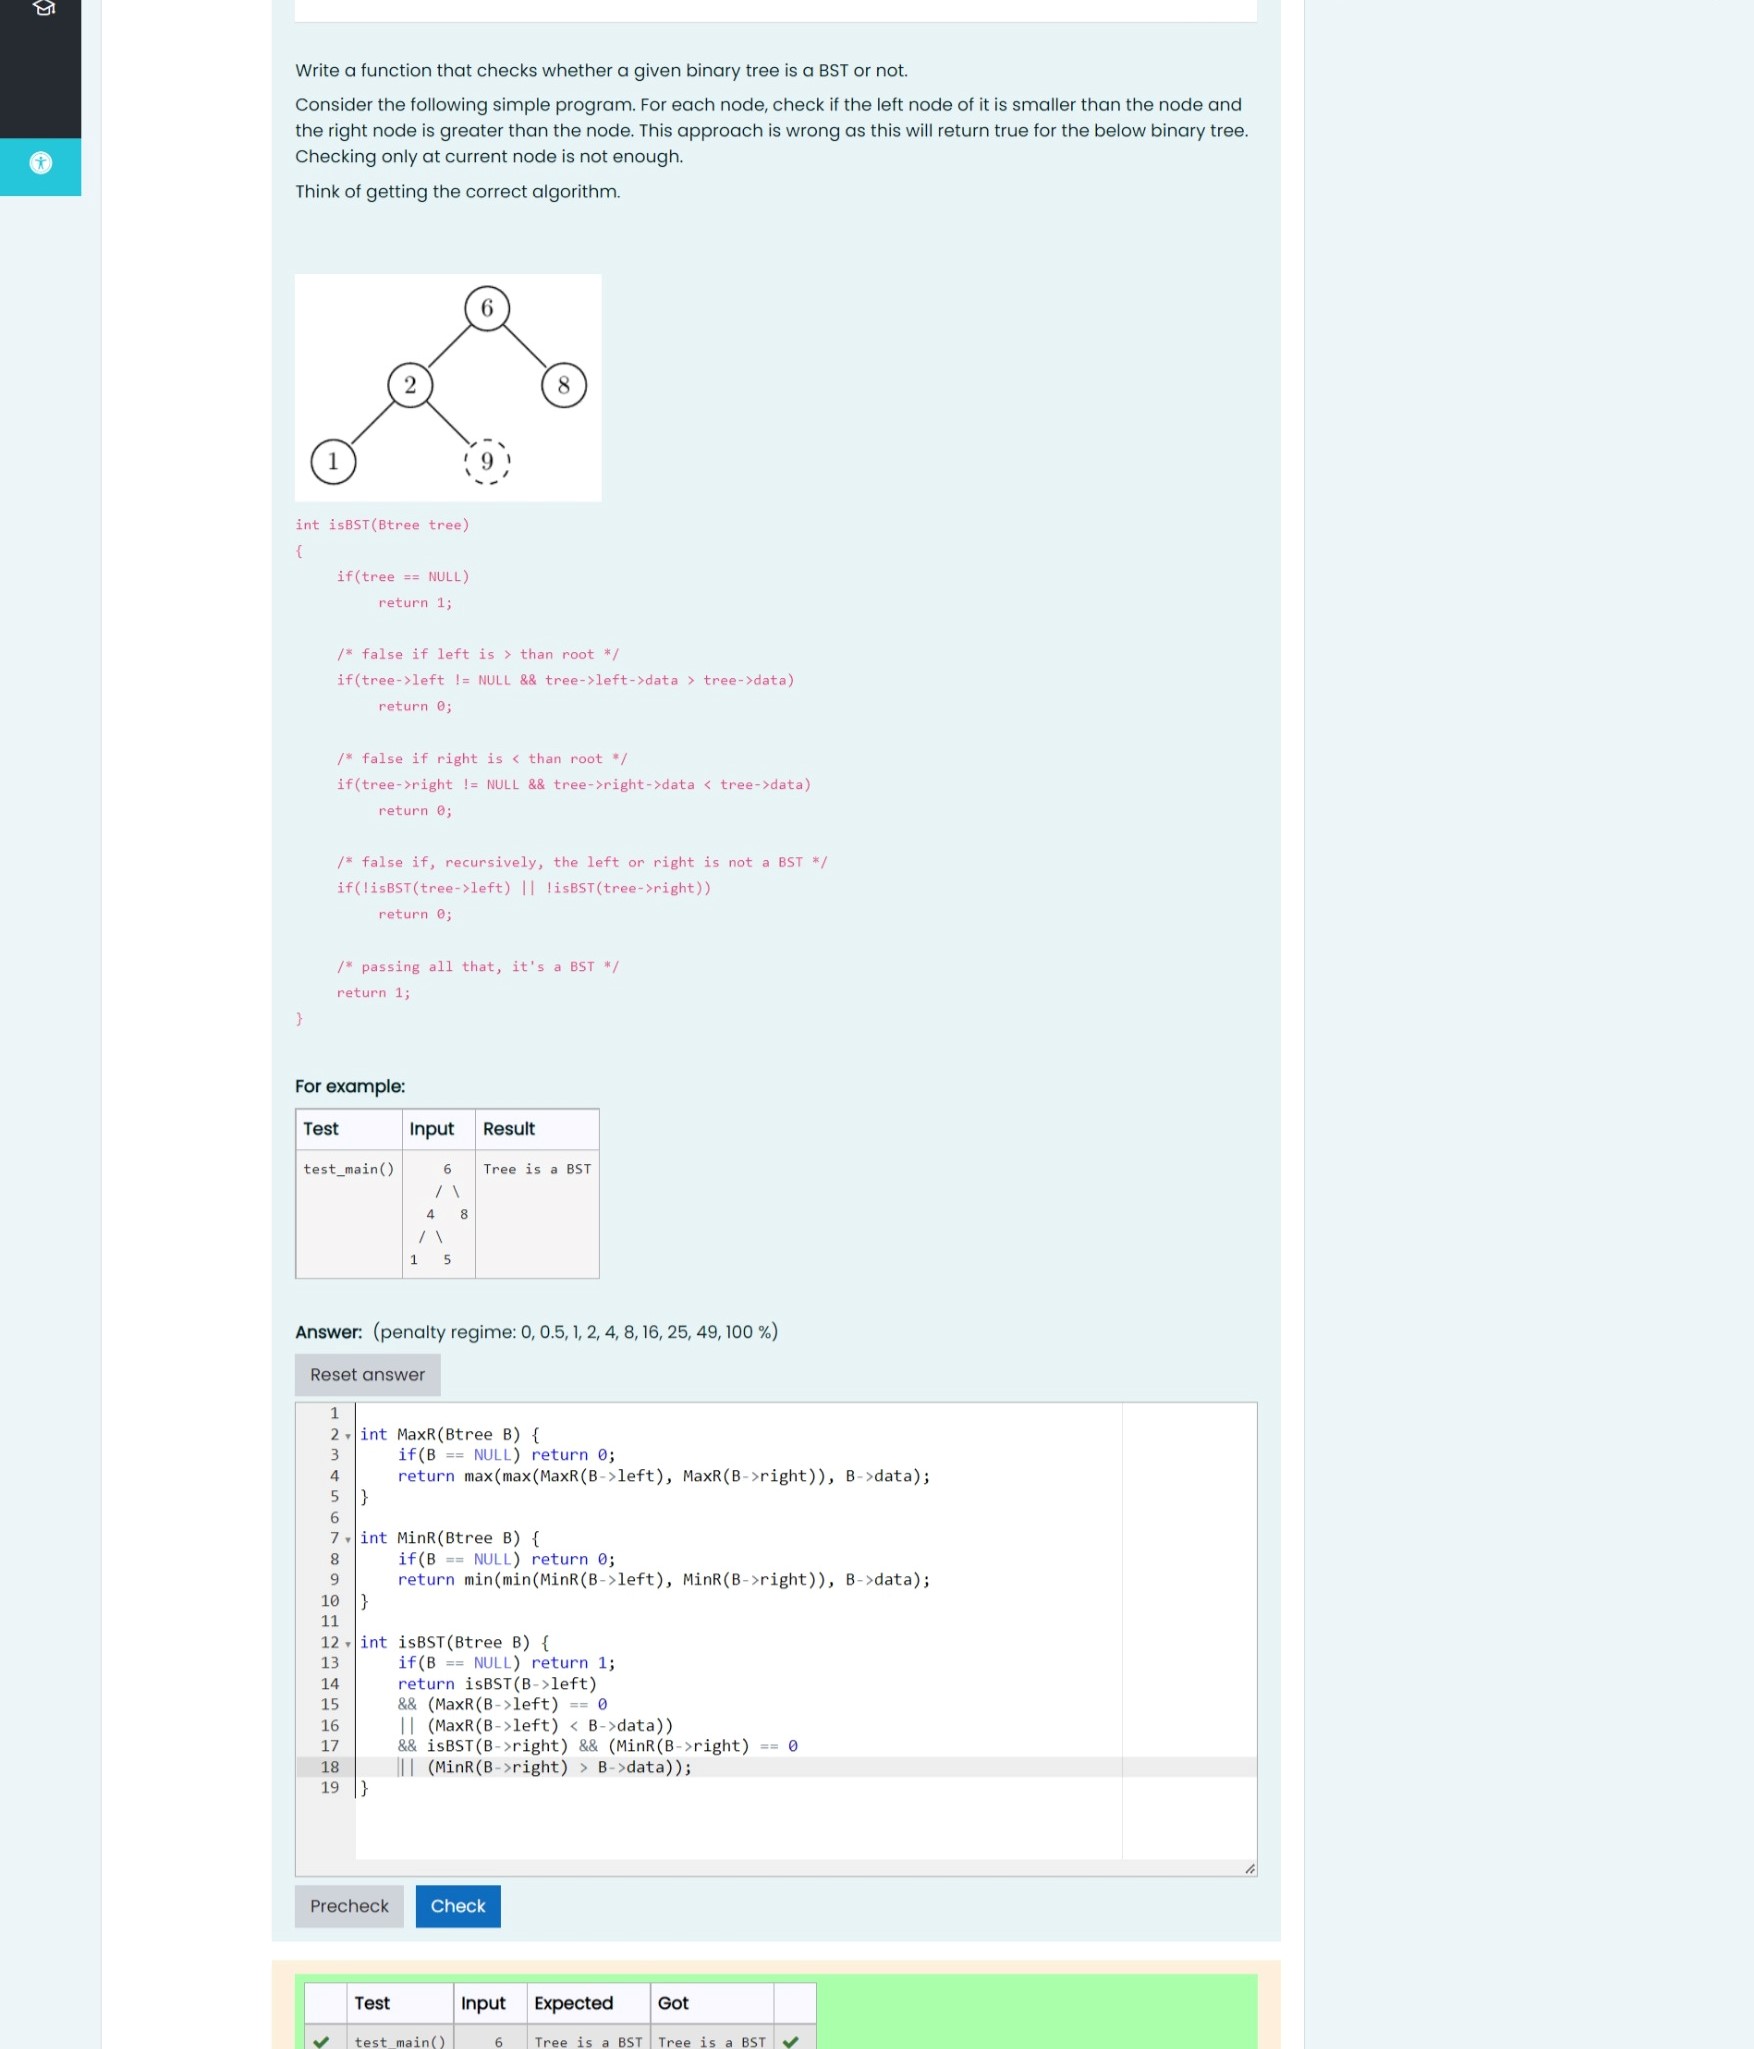 Write a function that checks whether a given binary tree is a BST or not.
Consider the following simple program. For each node, check if the left node of it is smaller than the node and
the right node is greater than the node. This approach is wrong as this will return true for the below binary tree.
Checking only at current node is not enough.
Think of getting the correct algorithm.
6
2
8
1
9
int isBST(Btree tree)
{
if(tree == NULL)
return 1;
/* false if left is > than root */
if(tree->left != NULL && tree->left->data > tree->data)
return 0;
/* false if right is < than root */
if(tree->right != NULL && tree->right->data < tree->data)
return 0;
/* false if, recursively, the left or right is not a BST */
if(!isBST(tree->left) || !isBST(tree->right))
return 0;
/* passing all that, it's a BST */
return 1;
}
For example:
Test Input Result
test_main() 6 Tree is a BST
/ \
4 8
/ \
1 5
Answer: (penalty regime: 0, 0.5, 1, 2, 4, 8, 16, 25, 49, 100 %)
Reset answer
1
2 int MaxR(Btree B) {
3 if(B == NULL) return 0;
4 return max(max(MaxR(B->left), MaxR(B->right)), B->data);
5 }
6
7 int MinR(Btree B) {
8 if(B == NULL) return 0;
9 return min(min(MinR(B->left), MinR(B->right)), B->data);
10 }
11
12 int isBST(Btree B) {
13 if(B == NULL) return 1;
14 return isBST(B->left)
15 && (MaxR(B->left) == 0
16 || (MaxR(B->left) < B->data))
17 && isBST(B->right) && (MinR(B->right) == 0
18 || (MinR(B->right) > B->data));
19 }
Precheck Check
Test Input Expected Got
test_main() 6 Tree is a BST Tree is a BST